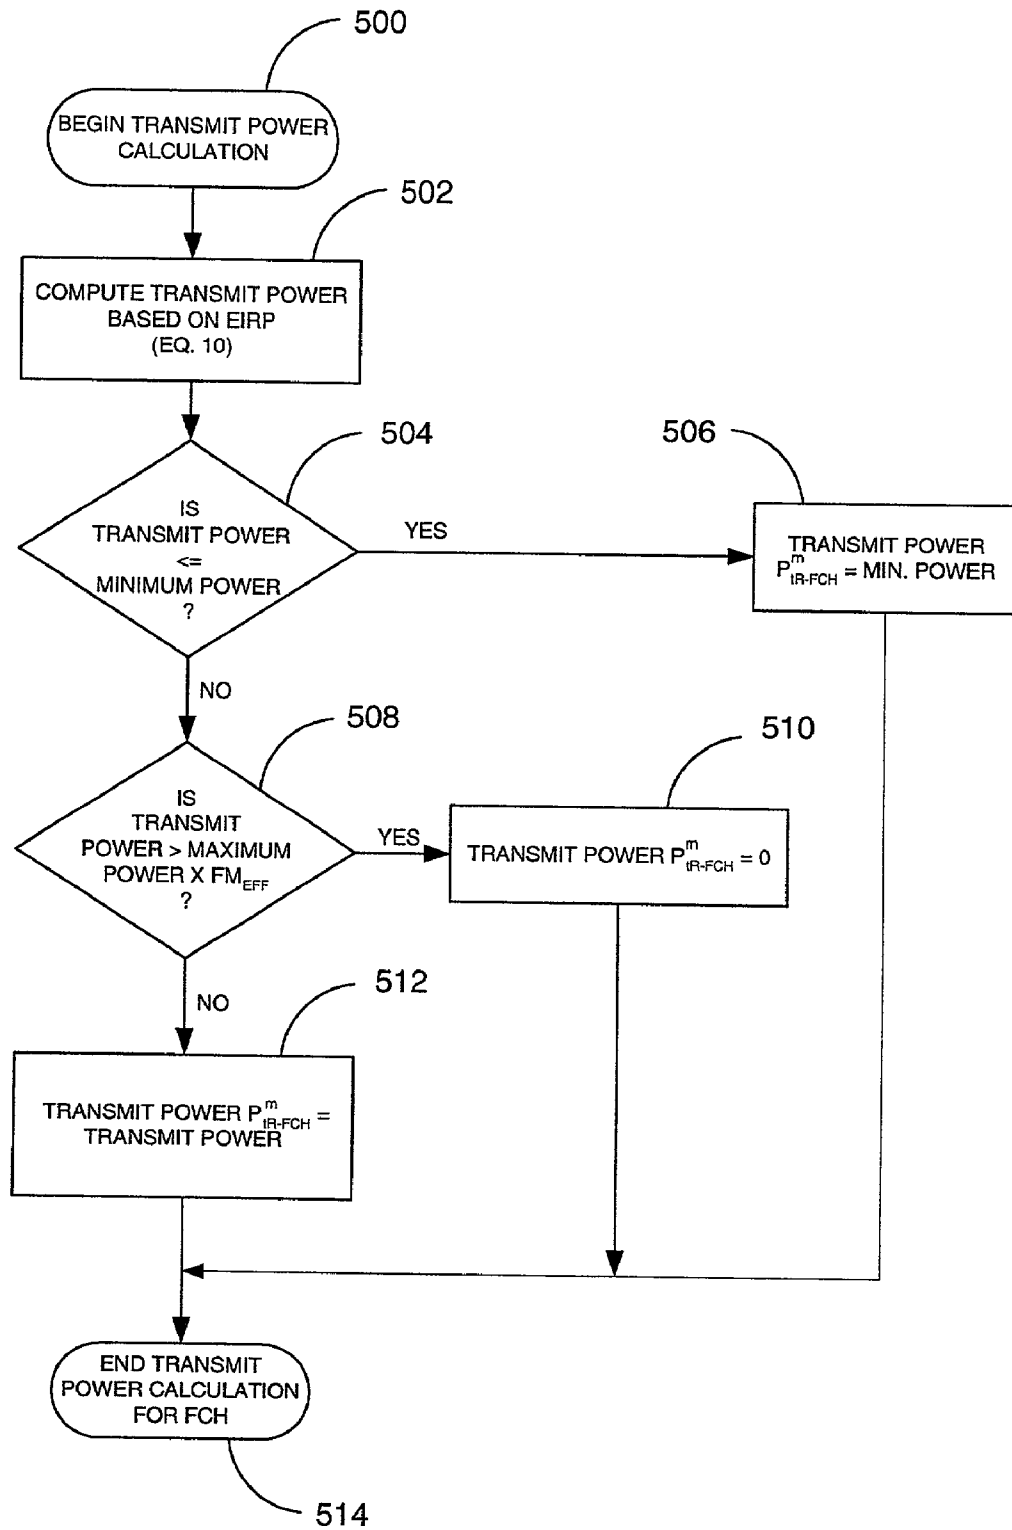 500
BEGIN TRANSMIT POWER
CALCULATION
502
COMPUTE TRANSMIT POWER
BASED ON EIRP
(EQ. 10)
504
IS
TRANSMIT POWER
<=
MINIMUM POWER
?
YES
506
TRANSMIT POWER
P^m_tR-FCH = MIN. POWER
NO
508
IS
TRANSMIT
POWER > MAXIMUM
POWER X FM_EFF
?
YES
510
TRANSMIT POWER P^m_tR-FCH = 0
NO
512
TRANSMIT POWER P^m_tR-FCH =
TRANSMIT POWER
END TRANSMIT
POWER CALCULATION
FOR FCH
514